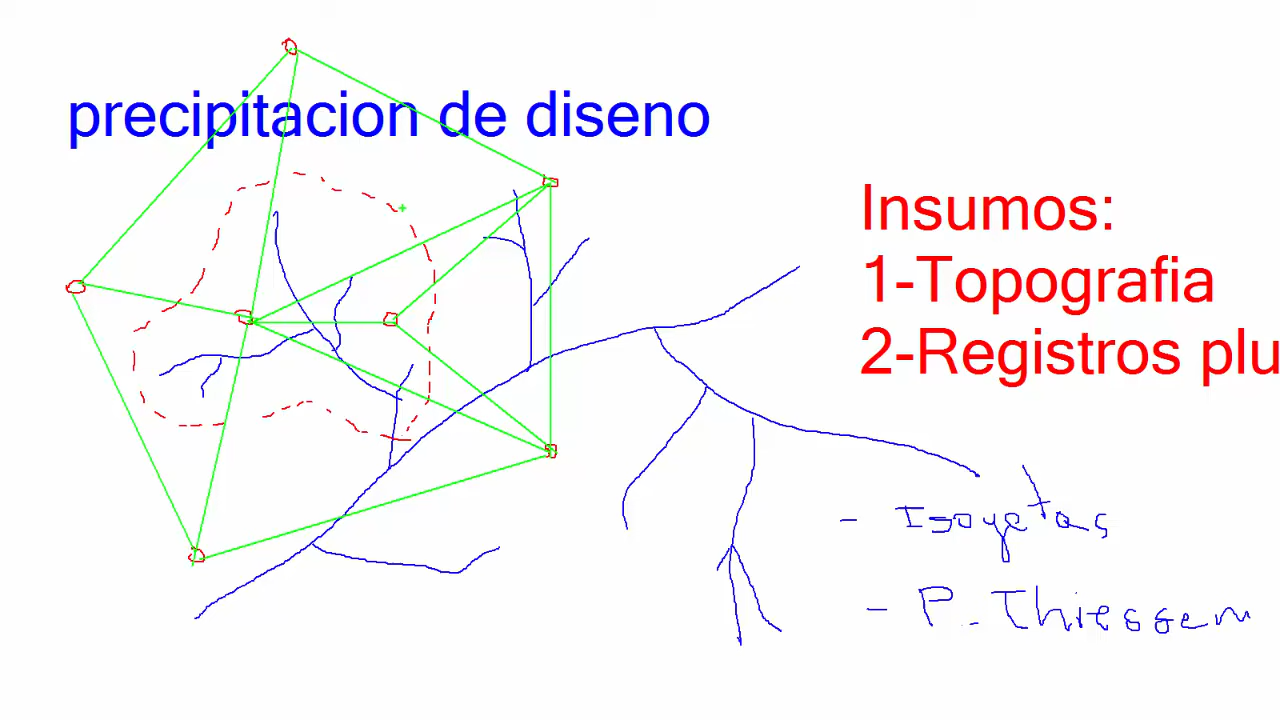 precipitacion de diseno
Insumos:
1-Topografia
2-Registros plu
- Isoyetas
- P. Thiessen